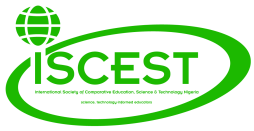 ISCEST
International Society of Comparative Education, Science & Technology Nigeria
science, technology informed education